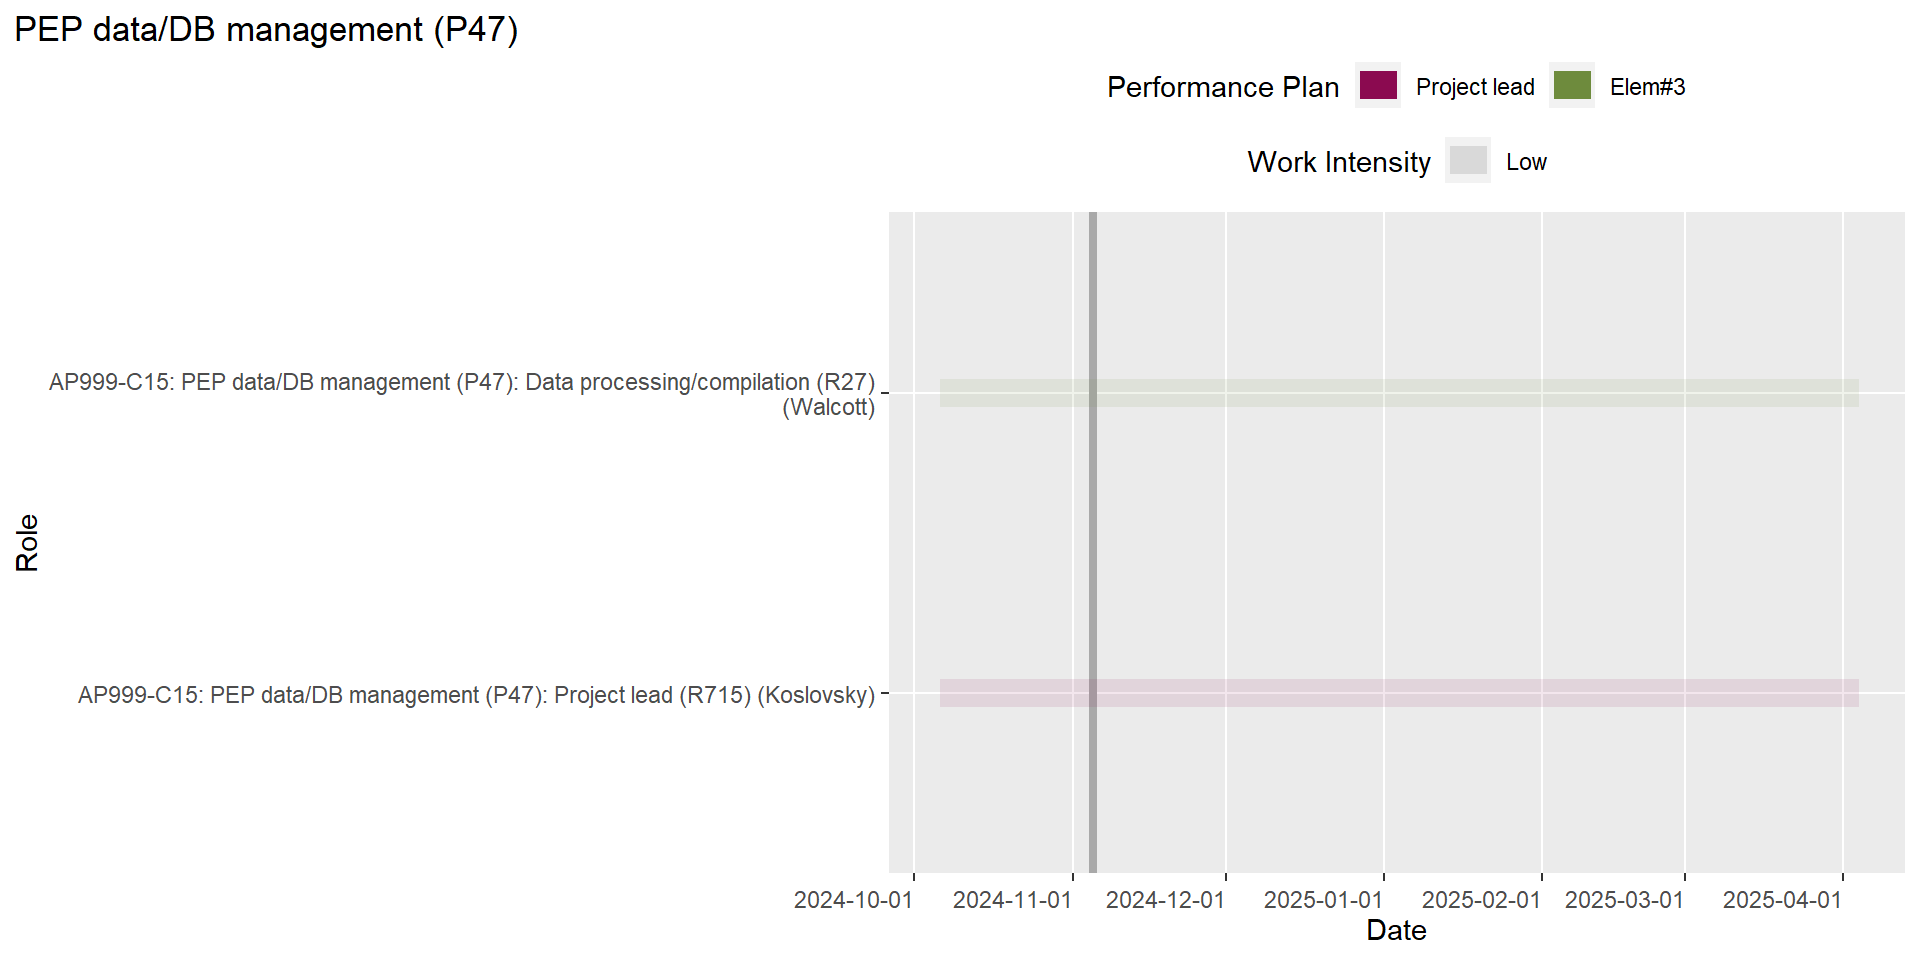 PEP data/DB management (P47)
Performance Plan Project lead Elem#3
Work Intensity Low
AP999-C15: PEP data/DB management (P47): Data processing/compilation (R27)
(Walcott)
Role
AP999-C15: PEP data/DB management (P47): Project lead (R715) (Koslovsky)
2024-10-01 2024-11-01 2024-12-01 2025-01-01 2025-02-01 2025-03-01 2025-04-01
Date